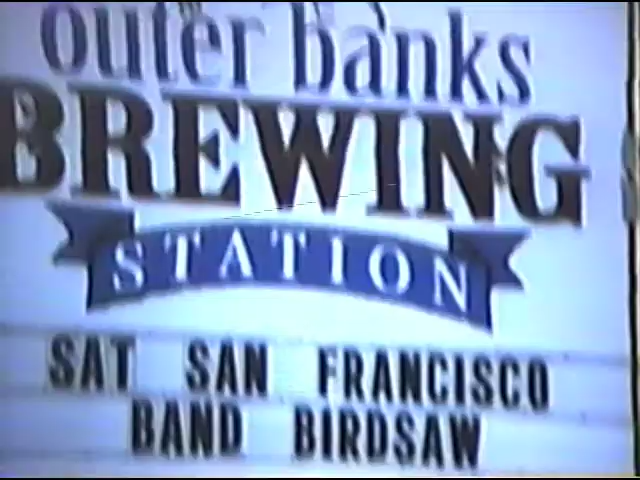 outer banks
BREWING
STATION
SAT SAN FRANCISCO
BAND BIRDSAW